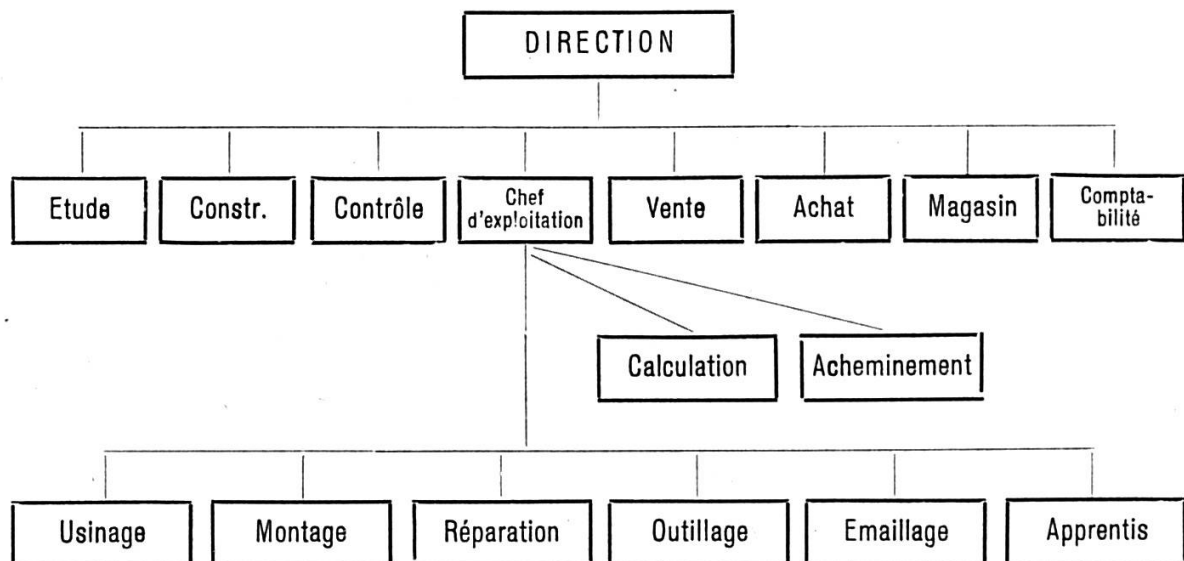 DIRECTION
Etude
Constr.
Contrôle
Chef
d'exploitation
Vente
Achat
Magasin
Compta-
bilité
Calculation
Acheminement
Usinage
Montage
Réparation
Outillage
Emaillage
Apprentis